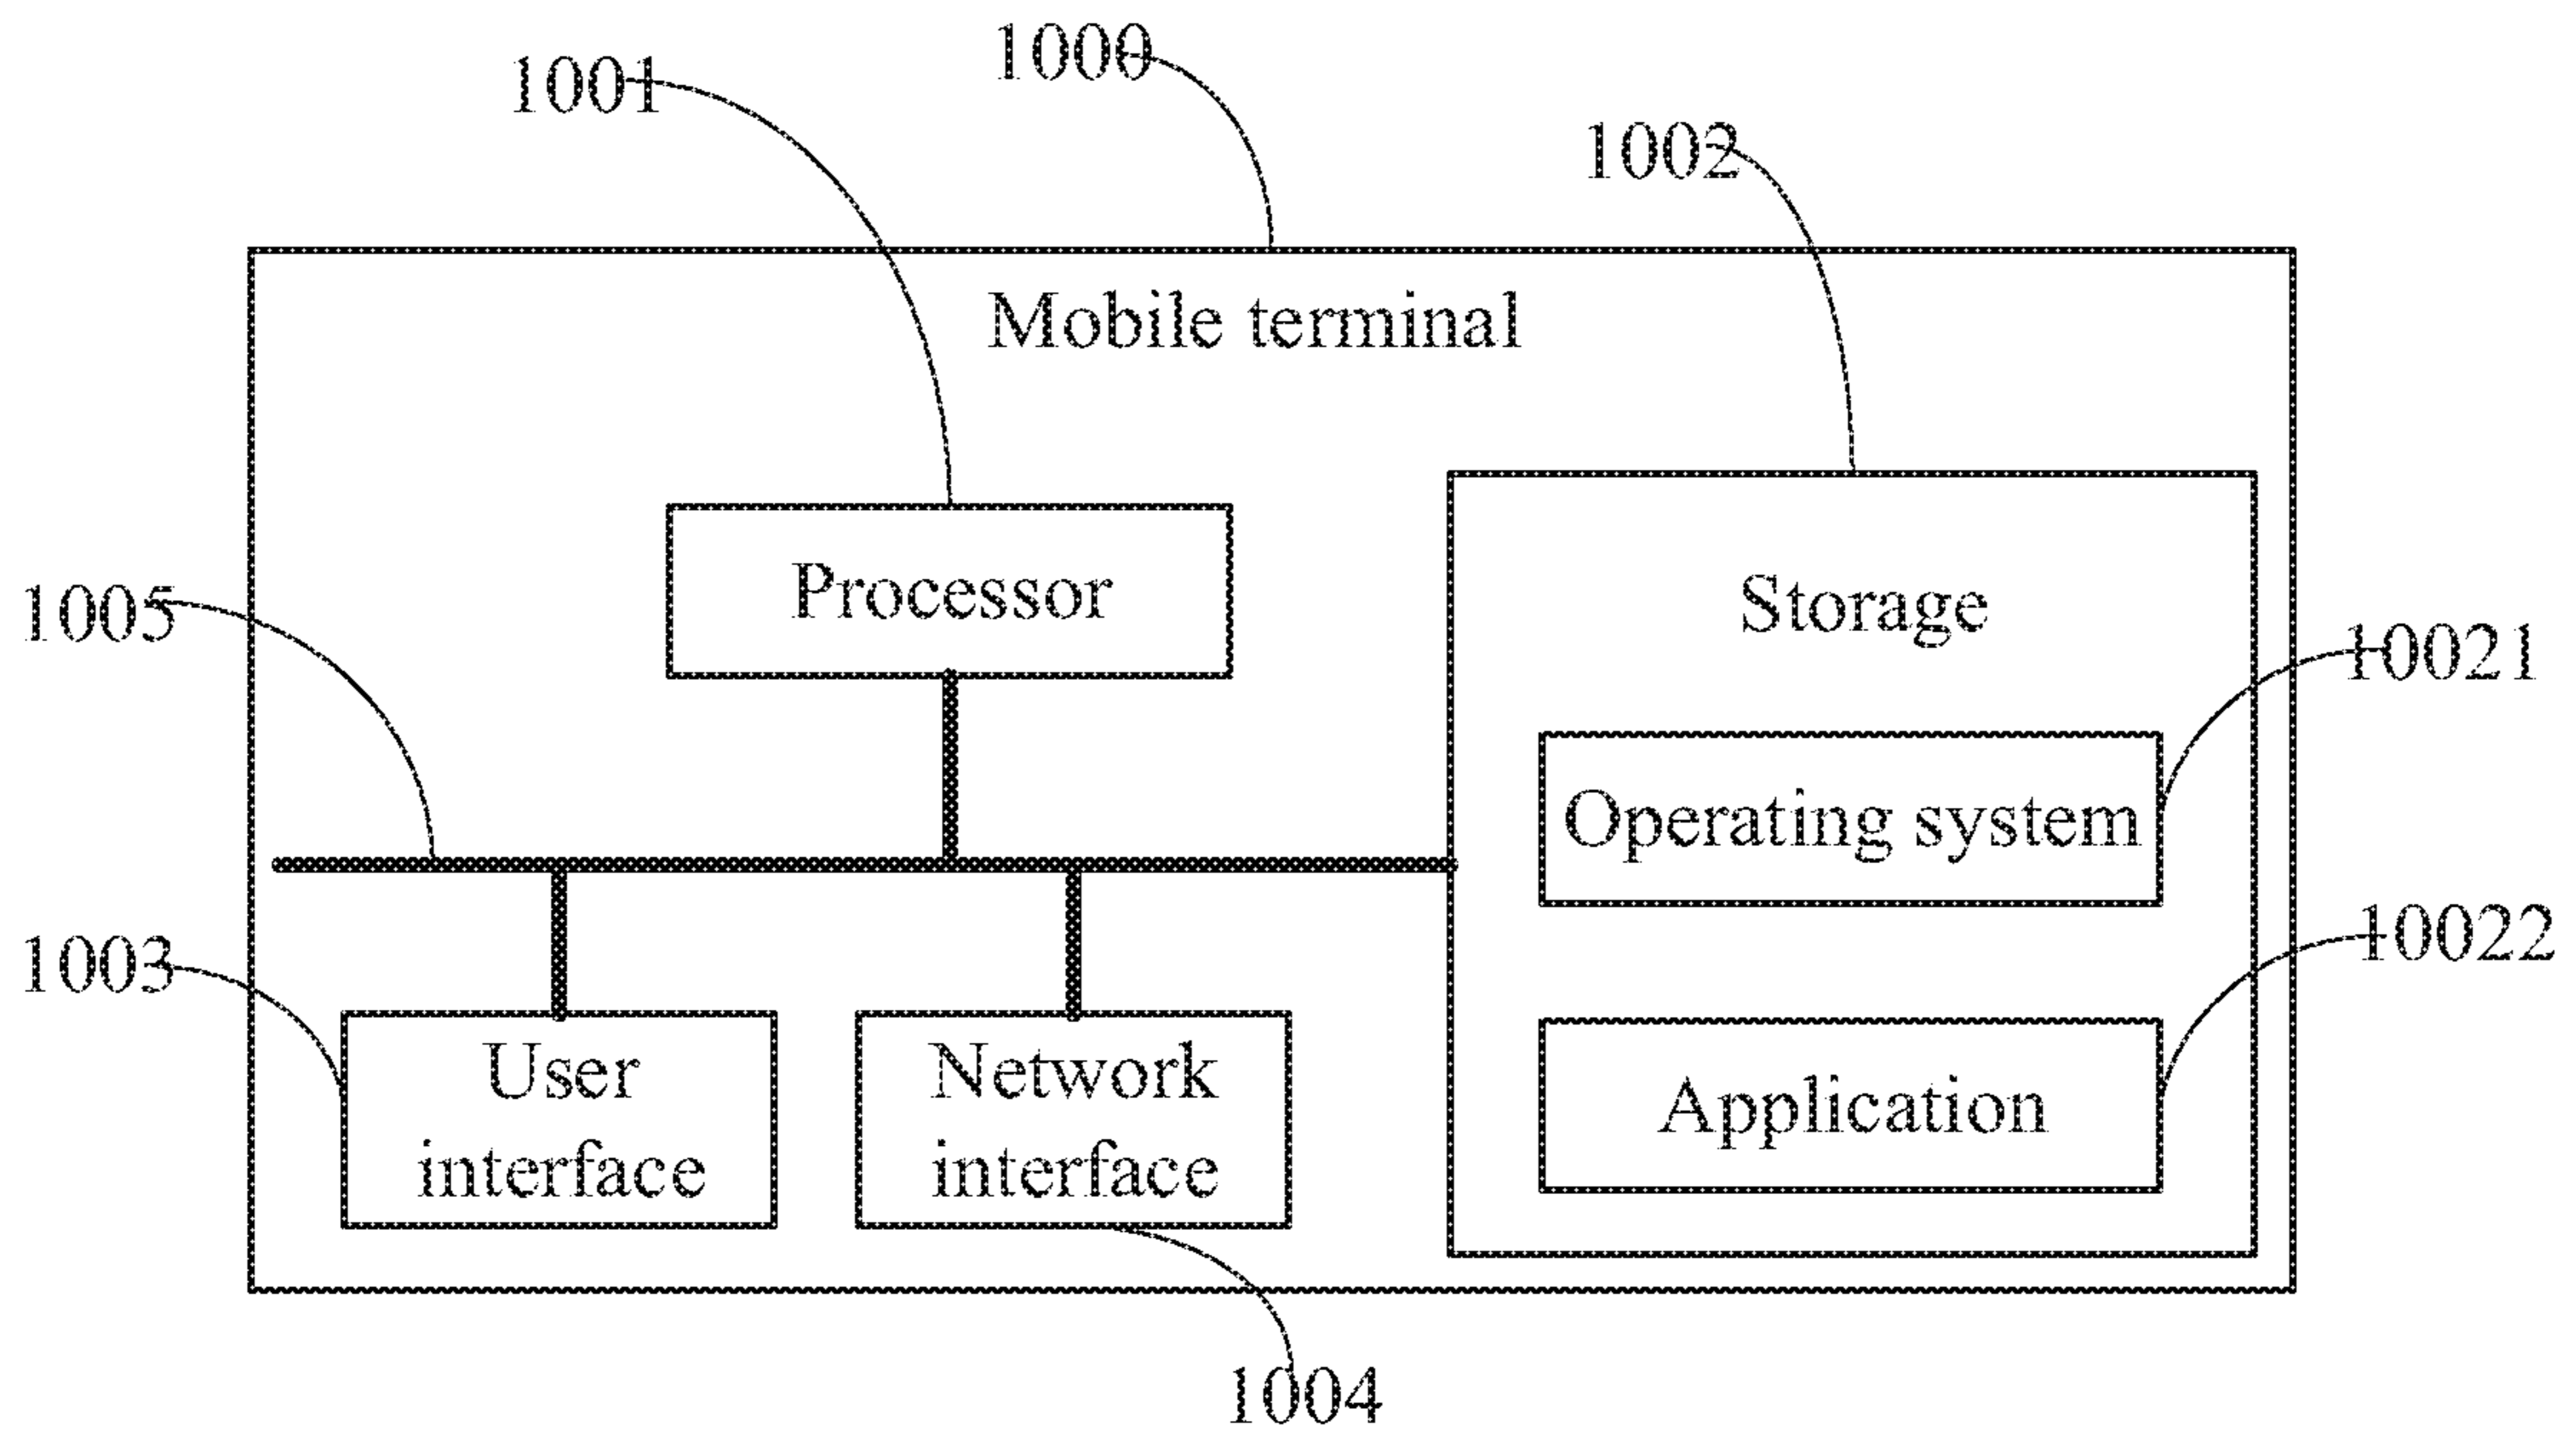 1000
1001
1002
Mobile terminal
Processor
1005
Storage
10021
Operating system
1003
10022
User
interface
Network
interface
Application
1004